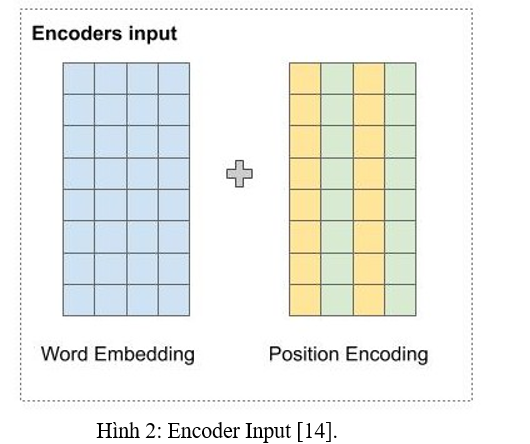 Encoders input
Word Embedding
Position Encoding
Hình 2: Encoder Input [14].